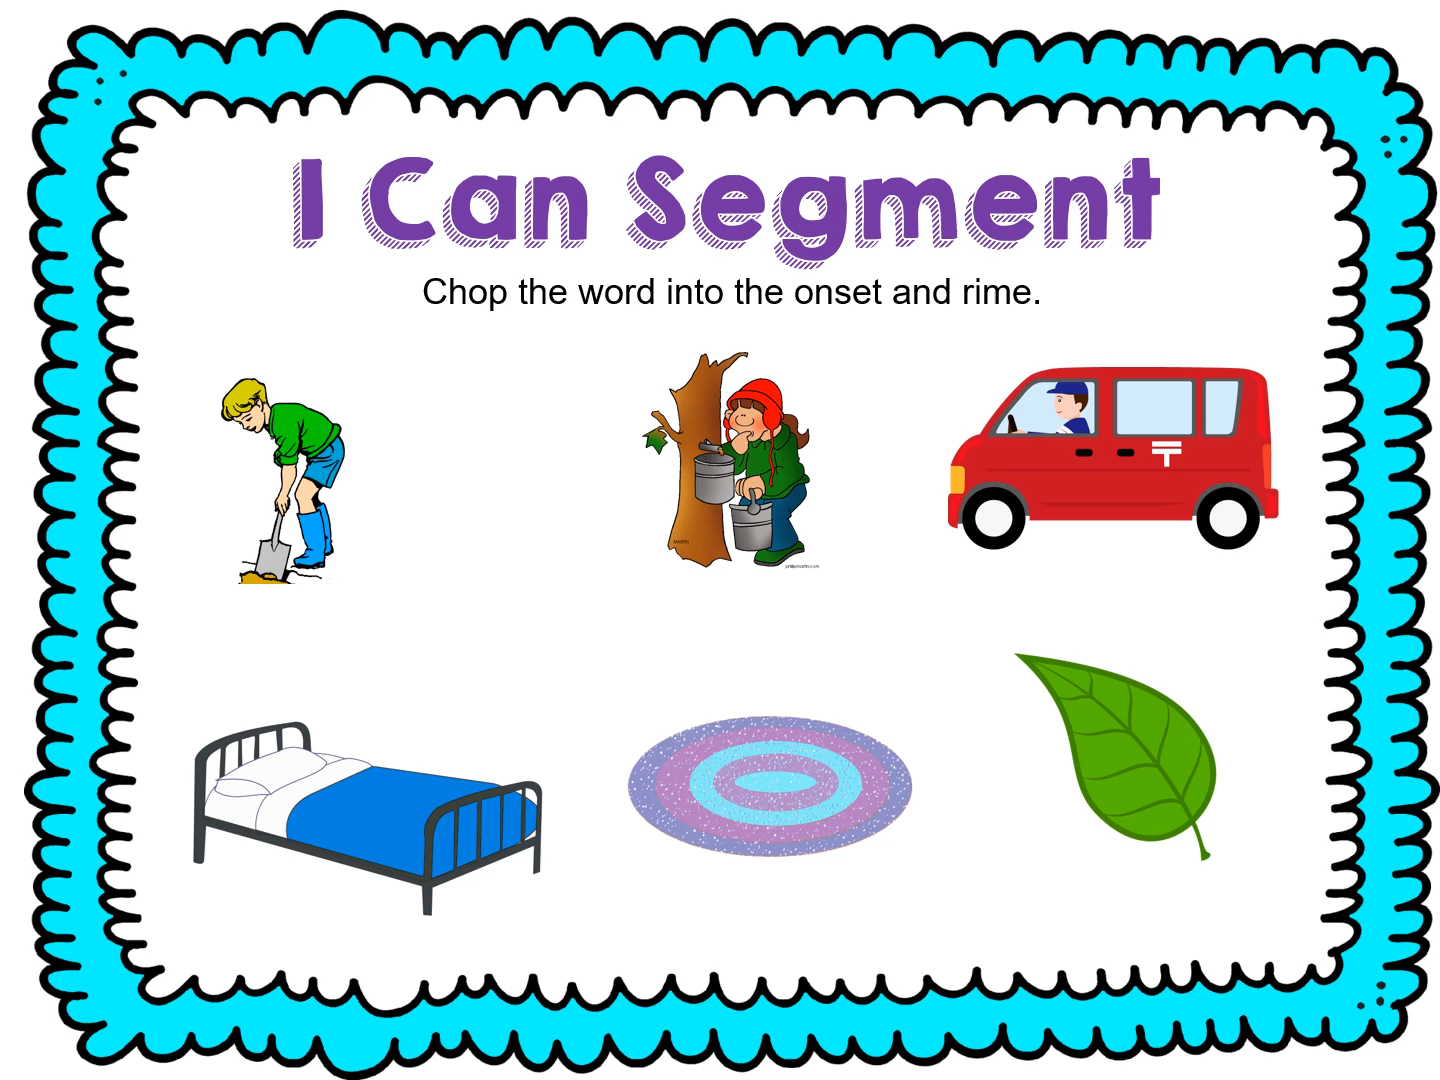 I Can Segment
Chop the word into the onset and rime.